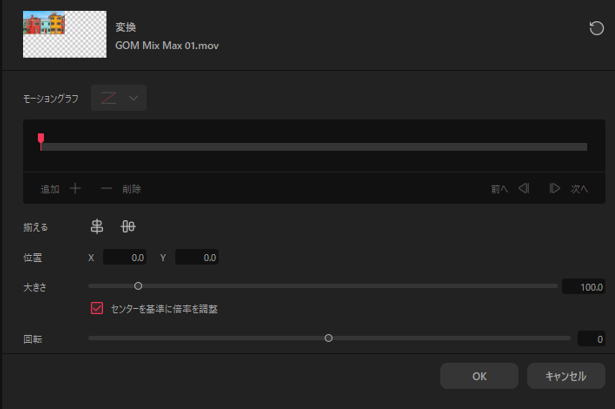 変換
GOM Mix Max 01.mov
モーショングラフ
追加 削除 前へ 次へ
揃える
位置 X 0.0 Y 0.0
大きさ 100.0
センターを基準に倍率を調整
回転 0
OK キャンセル